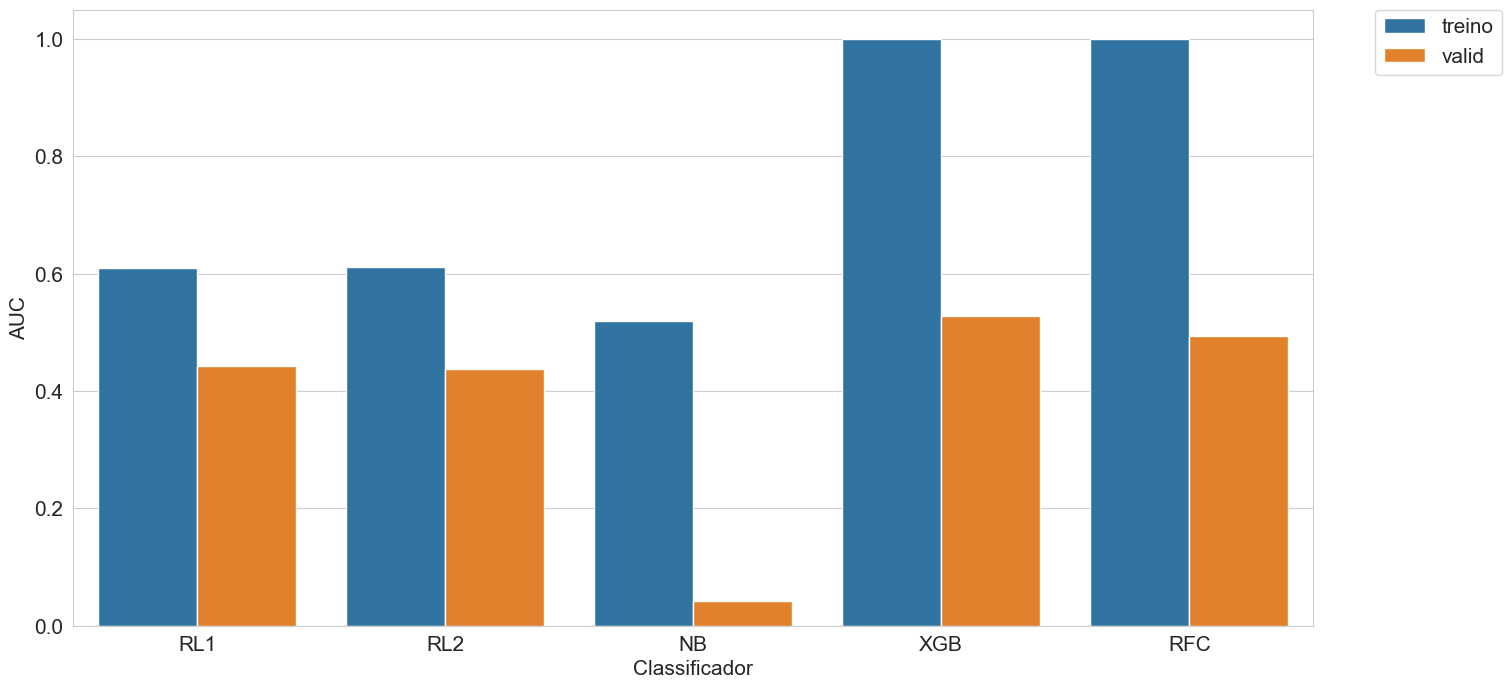 treino
valid
1.0
0.8
0.6
0.4
0.2
0.0
AUC
RL1 RL2 NB XGB RFC
Classificador